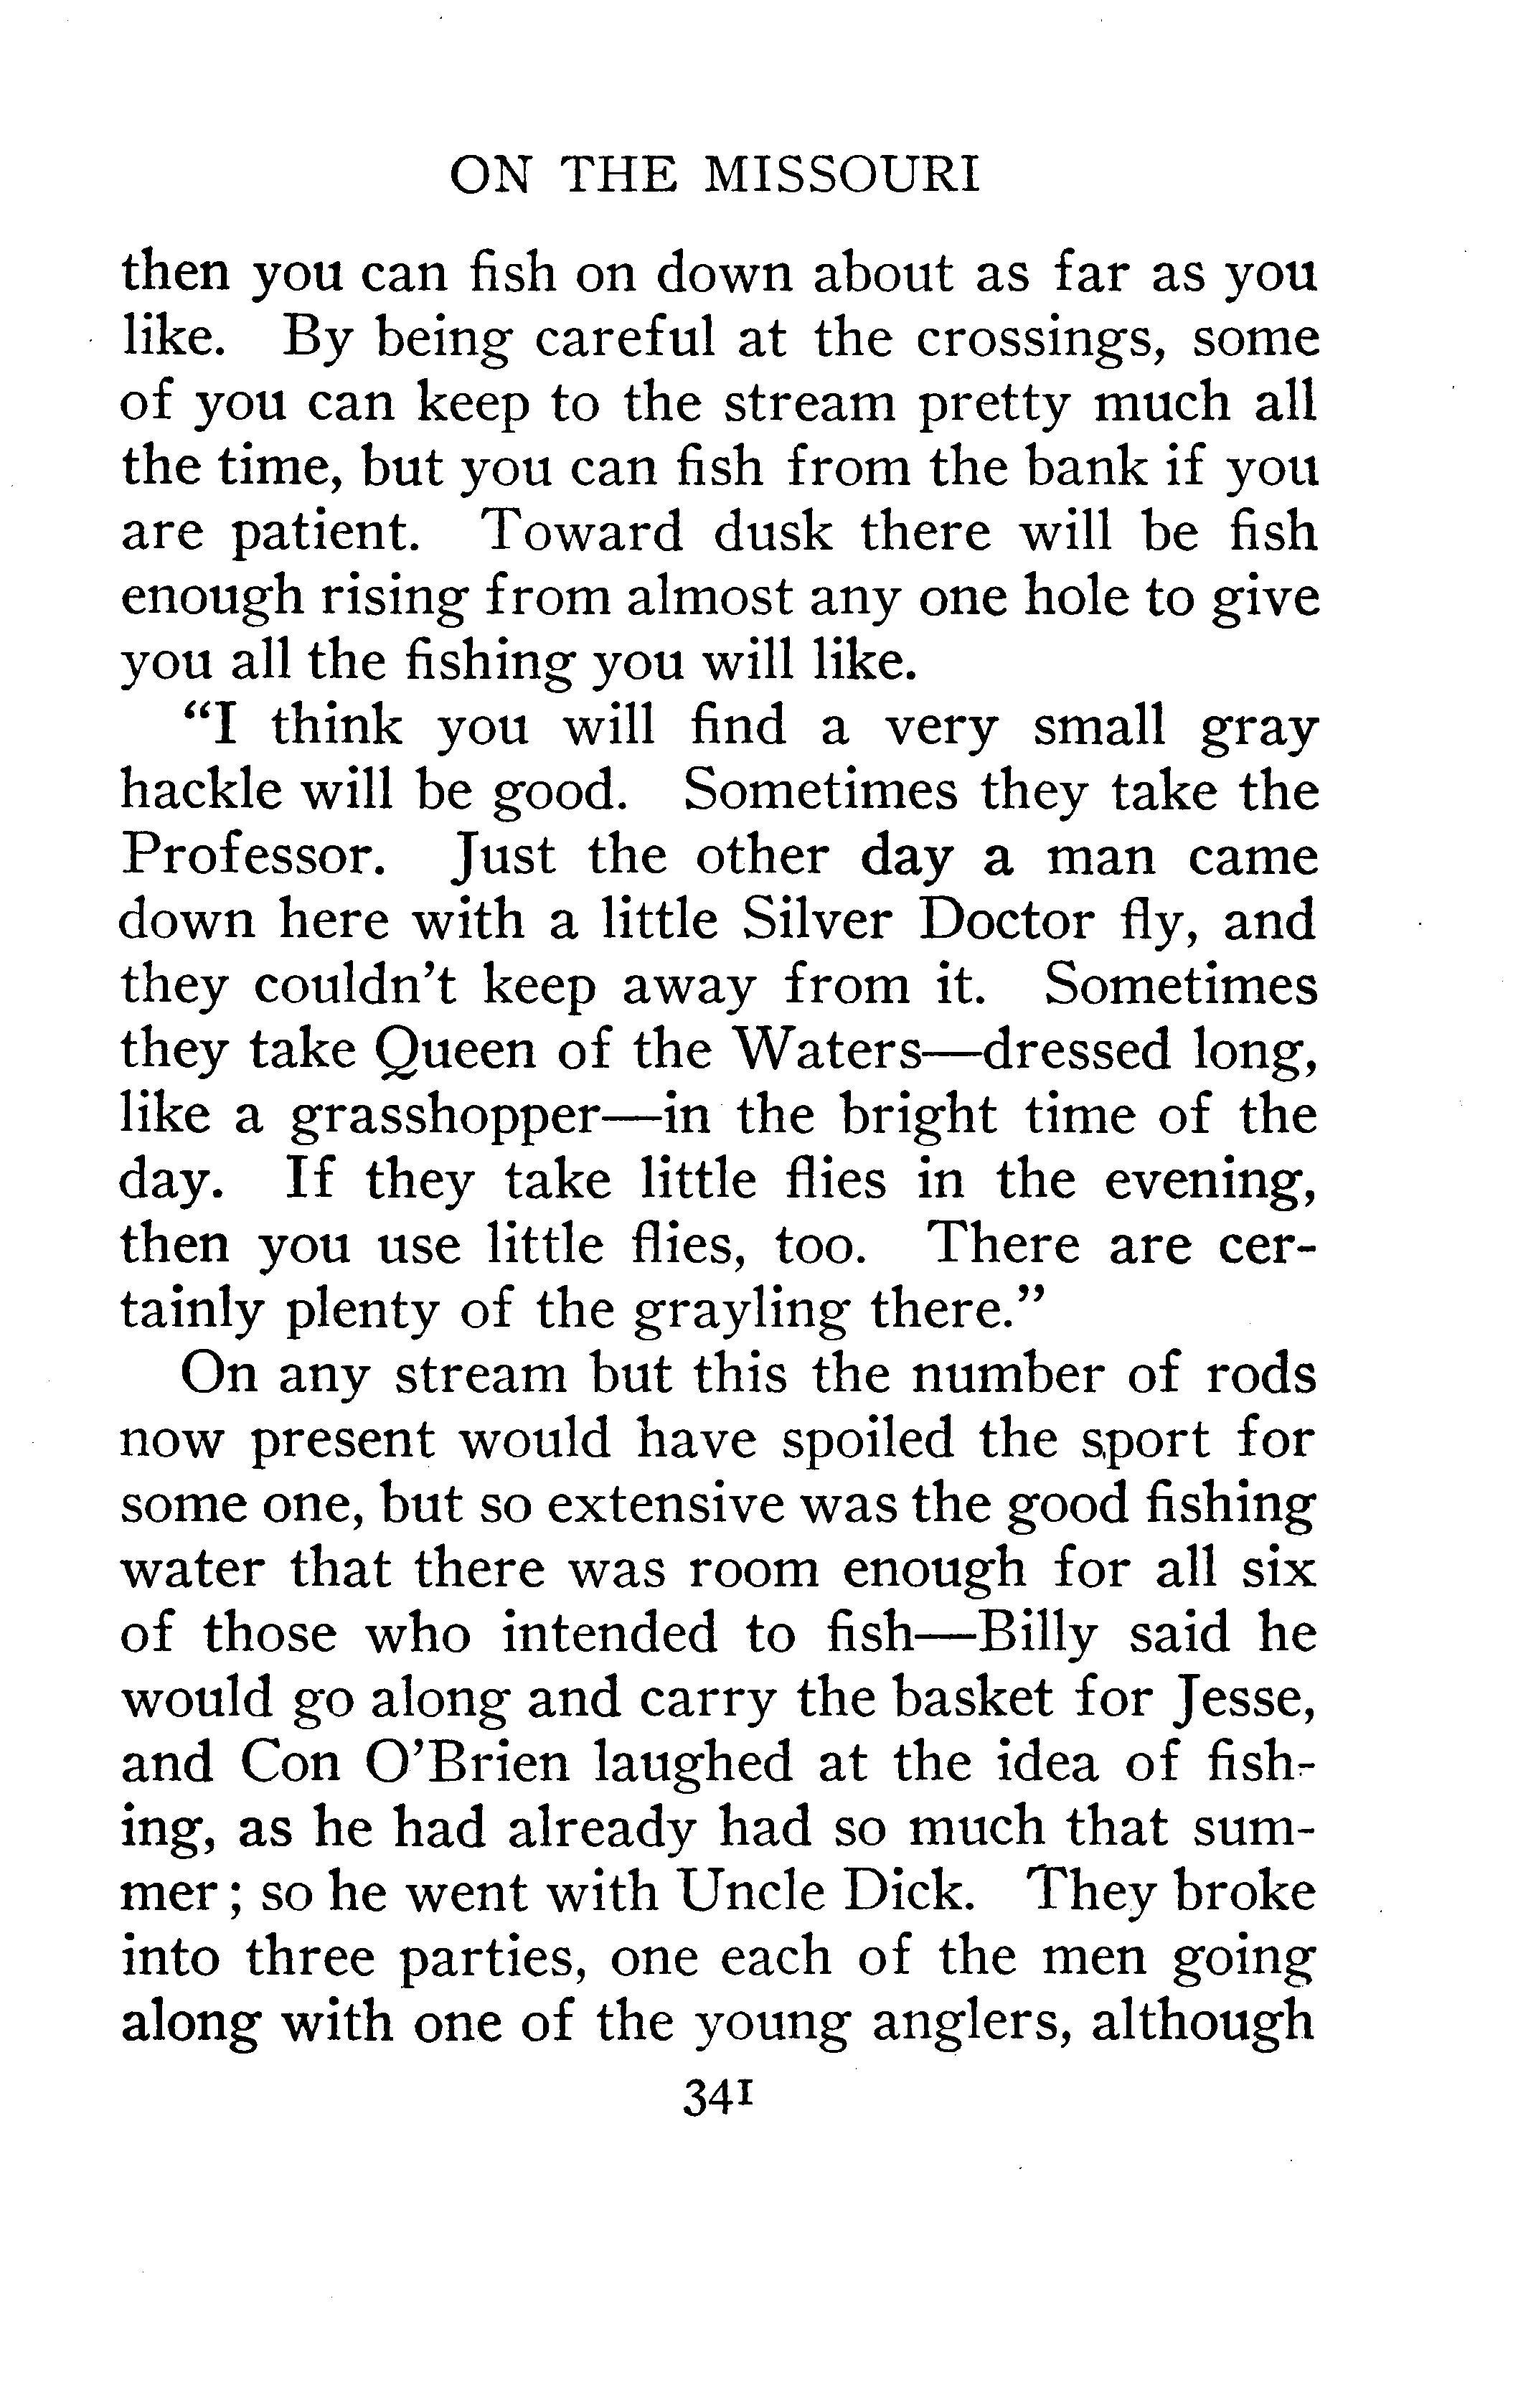 ON THE MISSOURI
then you can fish on down about as far as you
like. By being careful at the crossings, some
of you can keep to the stream pretty much all
the time, but you can fish from the bank if you
are patient. Toward dusk there will be fish
enough rising from almost any one hole to give
you all the fishing you will like.
“I think you will find a very small gray
hackle will be good. Sometimes they take the
Professor. Just the other day a man came
down here with a little Silver Doctor fly, and
they couldn’t keep away from it. Sometimes
they take Queen of the Waters—dressed long,
like a grasshopper—in the bright time of the
day. If they take little flies in the evening,
then you use little flies, too. There are cer-
tainly plenty of the grayling there.”
On any stream but this the number of rods
now present would have spoiled the sport for
some one, but so extensive was the good fishing
water that there was room enough for all six
of those who intended to fish—Billy said he
would go along and carry the basket for Jesse,
and Con O’Brien laughed at the idea of fish-
ing, as he had already had so much that sum-
mer; so he went with Uncle Dick. They broke
into three parties, one each of the men going
along with one of the young anglers, although
341